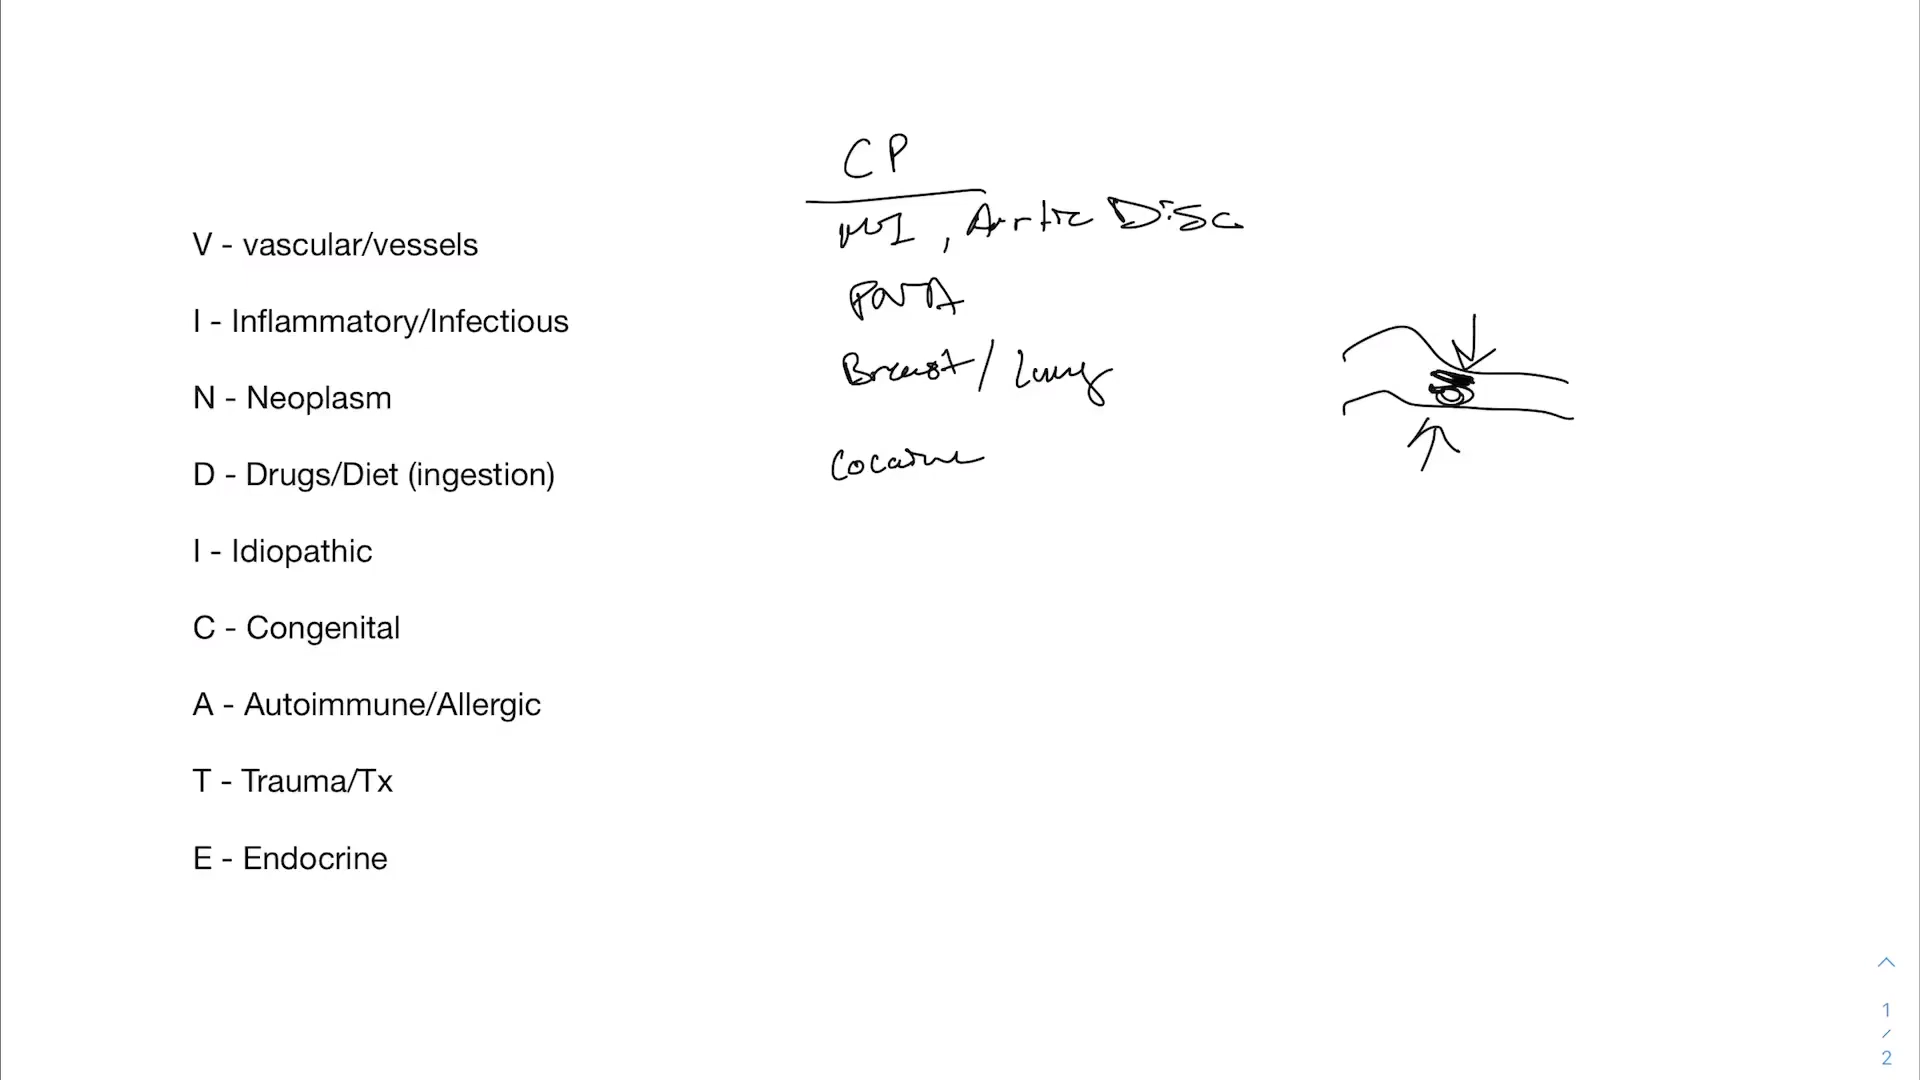 CP
V - vascular/vessels MI, Aortic Disc
I - Inflammatory/Infectious PNA
N - Neoplasm Breast/Lung
D - Drugs/Diet (ingestion) Cocaine
I - Idiopathic
C - Congenital
A - Autoimmune/Allergic
T - Trauma/Tx
E - Endocrine
1
/
2